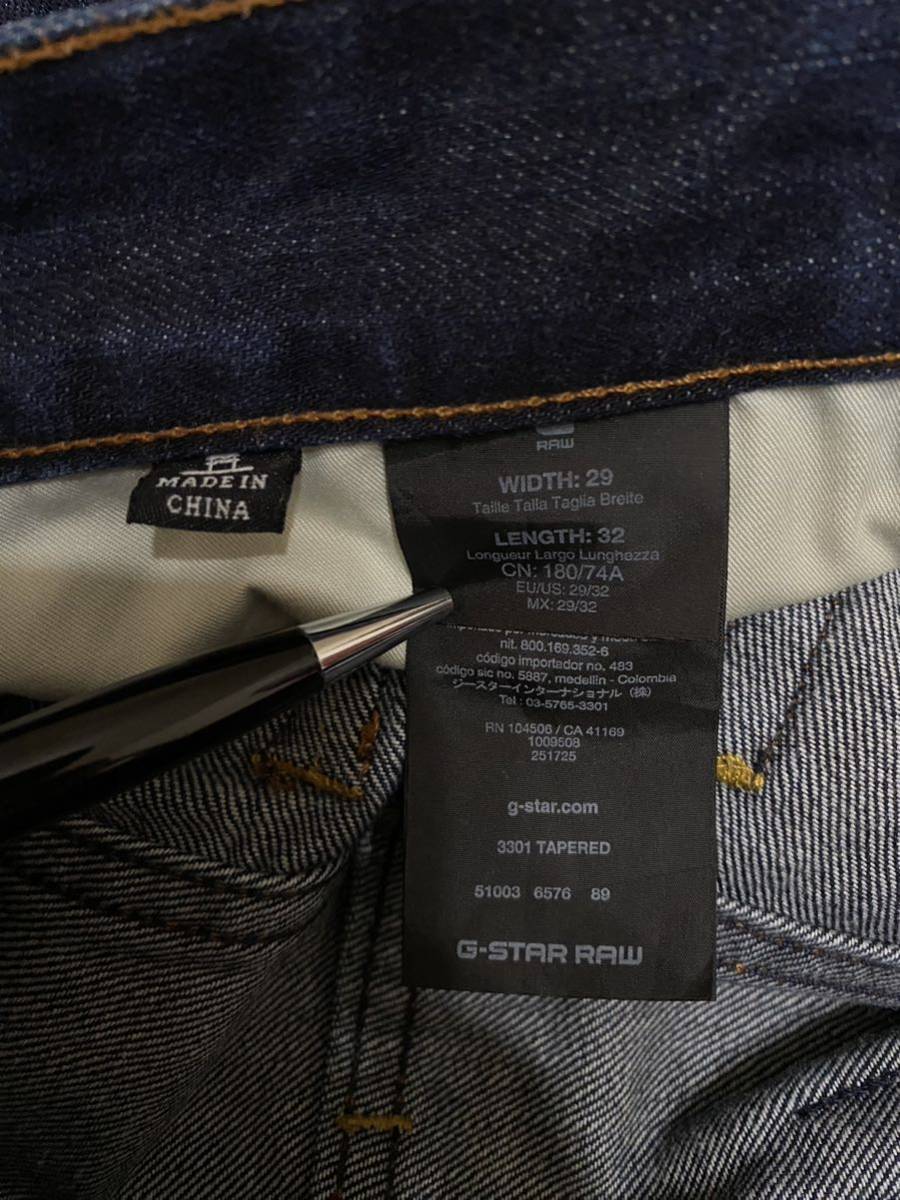 MADE IN
CHINA
RAW
WIDTH: 29
Taille Talla Taglia Breite
LENGTH: 32
Longueur Largo Lunghezza
CN: 180/74A
EU/US: 29/32
MX: 29/32
por
nit. 800.169.352-6
código importador no. 483
código sic no. 5887, medellin - Colombia
ジースターインターナショナル（株）
Tel : 03-5765-3301
RN 104506 / CA 41169
1009508
251725
g-star.com
3301 TAPERED
51003 6576 89
G-STAR RAW